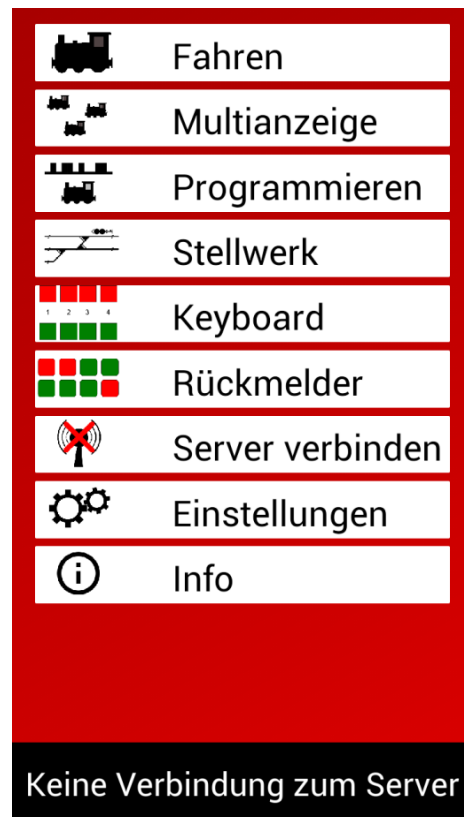 Fahren
Multianzeige
Programmieren
Stellwerk
1 2 3 4
Keyboard
Rückmelder
Server verbinden
Einstellungen
i
Info
Keine Verbindung zum Server